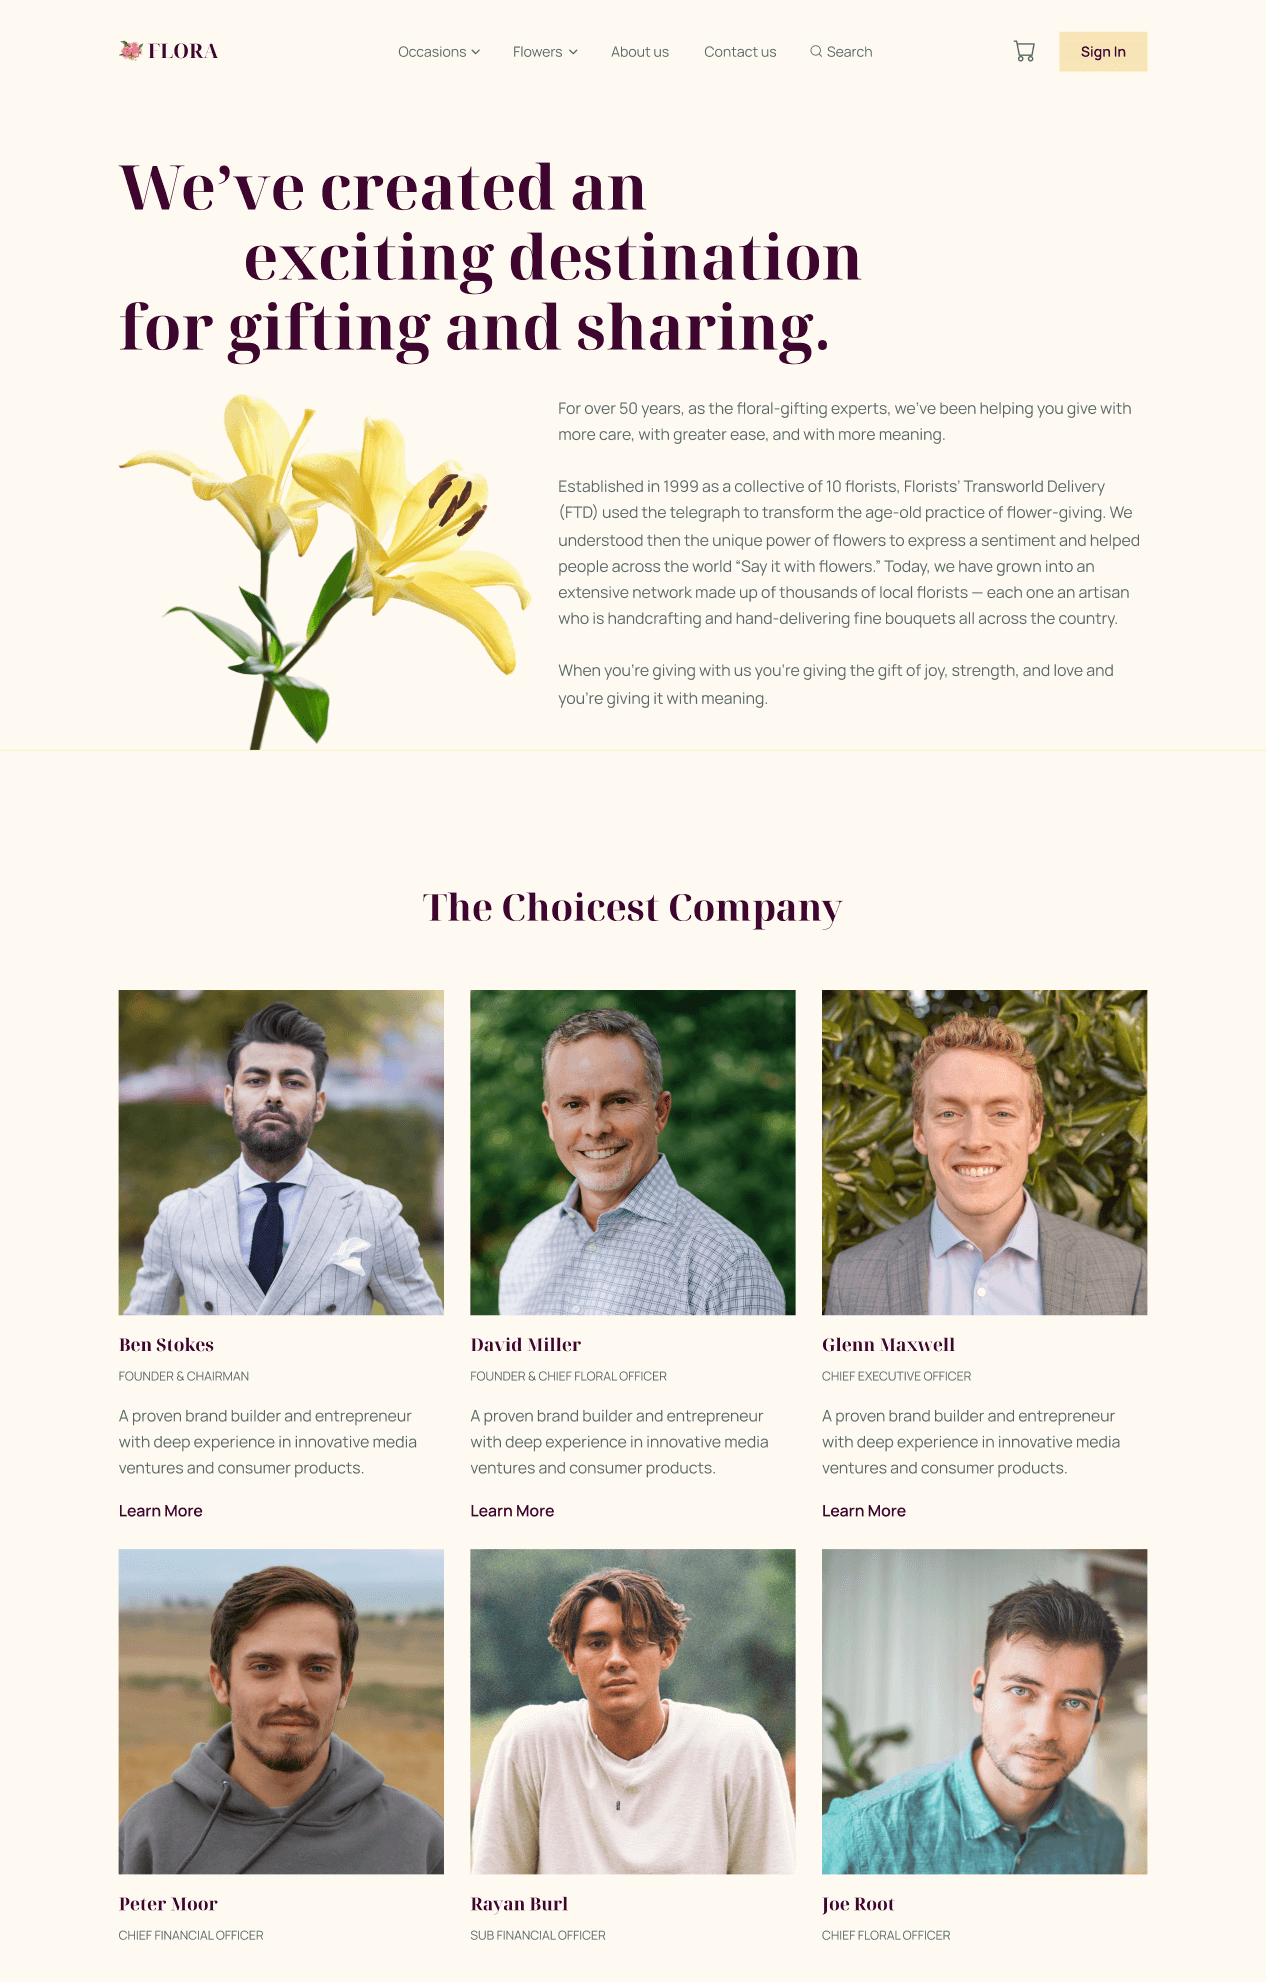 FLORA
Occasions
Flowers
About us
Contact us
Search
Sign In
We’ve created an
exciting destination
for gifting and sharing.
For over 50 years, as the floral-gifting experts, we’ve been helping you give with
more care, with greater ease, and with more meaning.
Established in 1999 as a collective of 10 florists, Florists’ Transworld Delivery
(FTD) used the telegraph to transform the age-old practice of flower-giving. We
understood then the unique power of flowers to express a sentiment and helped
people across the world “Say it with flowers.” Today, we have grown into an
extensive network made up of thousands of local florists — each one an artisan
who is handcrafting and hand-delivering fine bouquets all across the country.
When you’re giving with us you’re giving the gift of joy, strength, and love and
you’re giving it with meaning.
The Choicest Company
Ben Stokes
FOUNDER & CHAIRMAN
A proven brand builder and entrepreneur
with deep experience in innovative media
ventures and consumer products.
Learn More
David Miller
FOUNDER & CHIEF FLORAL OFFICER
A proven brand builder and entrepreneur
with deep experience in innovative media
ventures and consumer products.
Learn More
Glenn Maxwell
CHIEF EXECUTIVE OFFICER
A proven brand builder and entrepreneur
with deep experience in innovative media
ventures and consumer products.
Learn More
Peter Moor
CHIEF FINANCIAL OFFICER
Rayan Burl
SUB FINANCIAL OFFICER
Joe Root
CHIEF FLORAL OFFICER